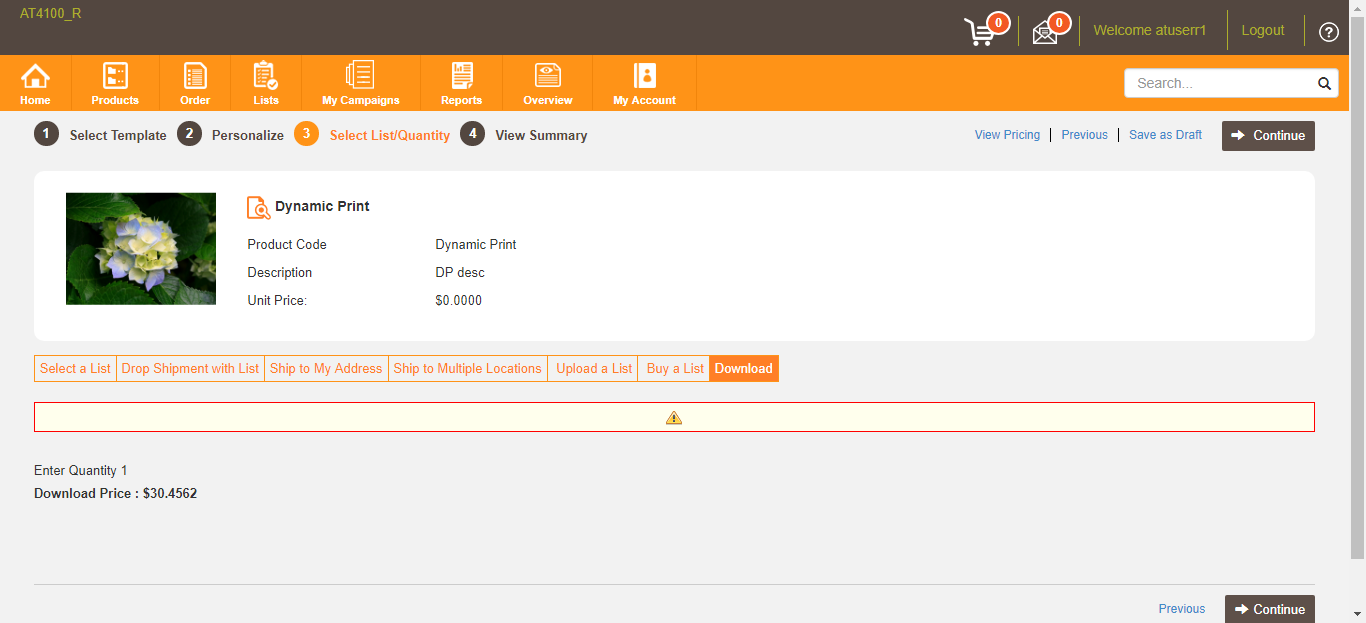 AT4100_R
0
0
Welcome atuserr1
Logout
?
Home
Products
Order
Lists
My Campaigns
Reports
Overview
My Account
Search...
1 Select Template
2 Personalize
3 Select List/Quantity
4 View Summary
View Pricing
Previous
Save as Draft
Continue
Dynamic Print
Product Code Dynamic Print
Description DP desc
Unit Price: $0.0000
Select a List
Drop Shipment with List
Ship to My Address
Ship to Multiple Locations
Upload a List
Buy a List
Download
Enter Quantity 1
Download Price : $30.4562
Previous
Continue